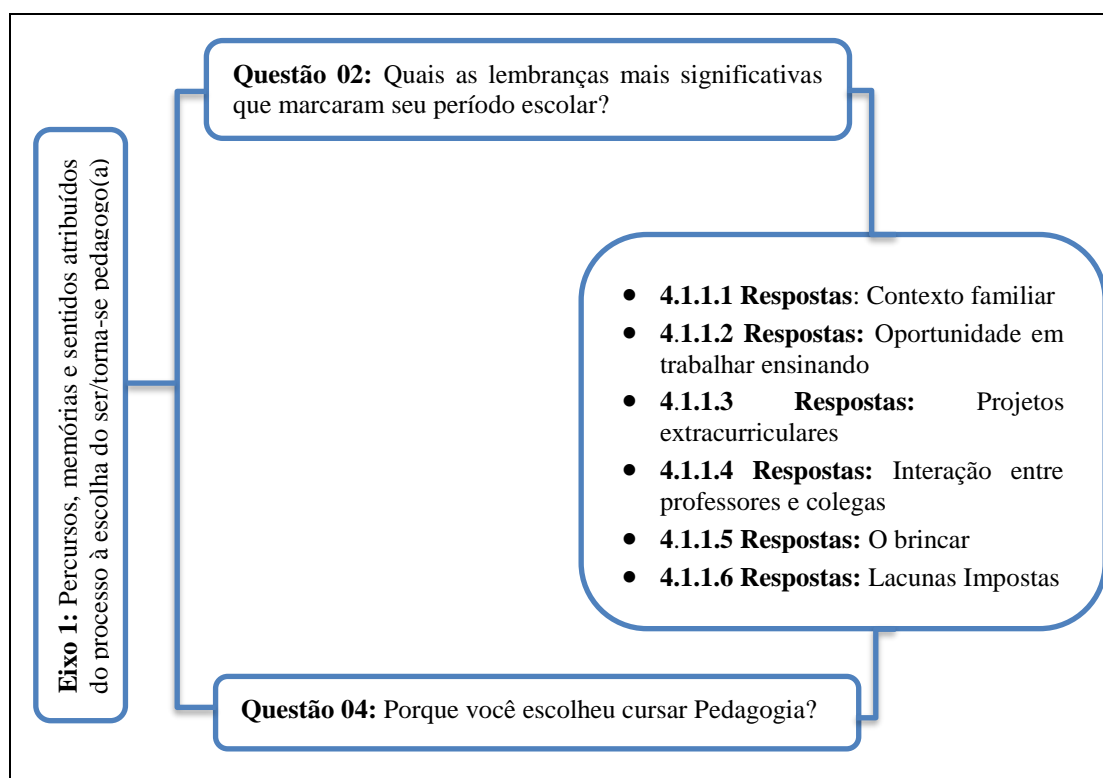 Eixo 1: Percursos, memórias e sentidos atribuídos
do processo à escolha do ser/torna-se pedagogo(a)
Questão 02: Quais as lembranças mais significativas
que marcaram seu período escolar?
• 4.1.1.1 Respostas: Contexto familiar
• 4.1.1.2 Respostas: Oportunidade em
trabalhar ensinando
• 4.1.1.3 Respostas: Projetos
extracurriculares
• 4.1.1.4 Respostas: Interação entre
professores e colegas
• 4.1.1.5 Respostas: O brincar
• 4.1.1.6 Respostas: Lacunas Impostas
Questão 04: Porque você escolheu cursar Pedagogia?